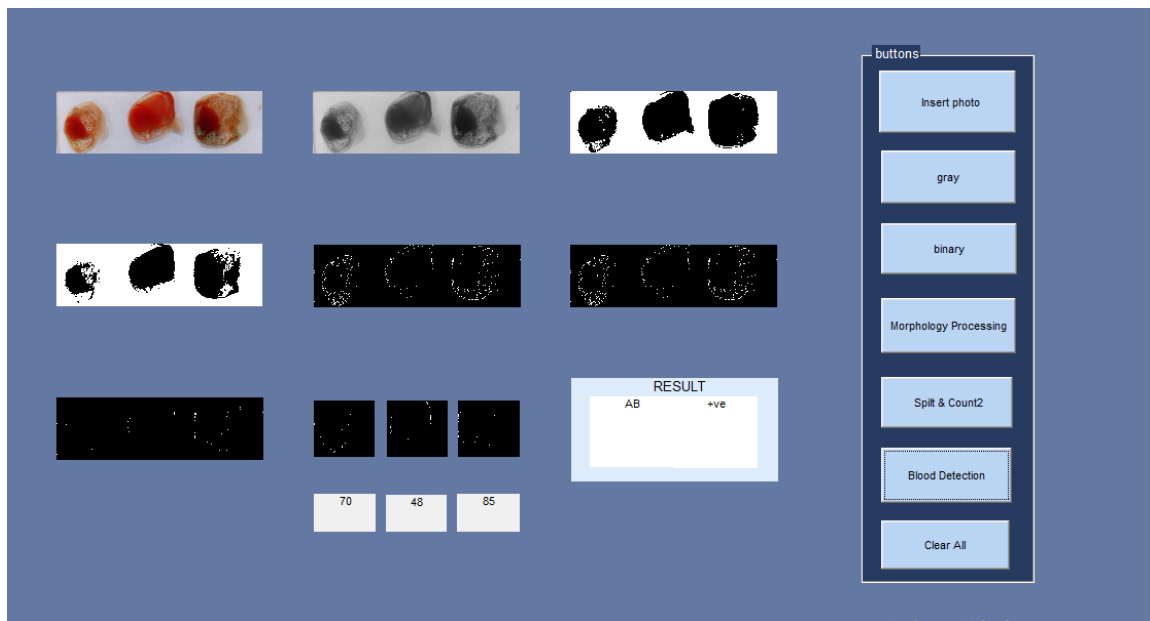 buttons
Insert photo
gray
binary
Morphology Processing
RESULT
AB +ve
Spilt & Count2
Blood Detection
70 48 85
Clear All